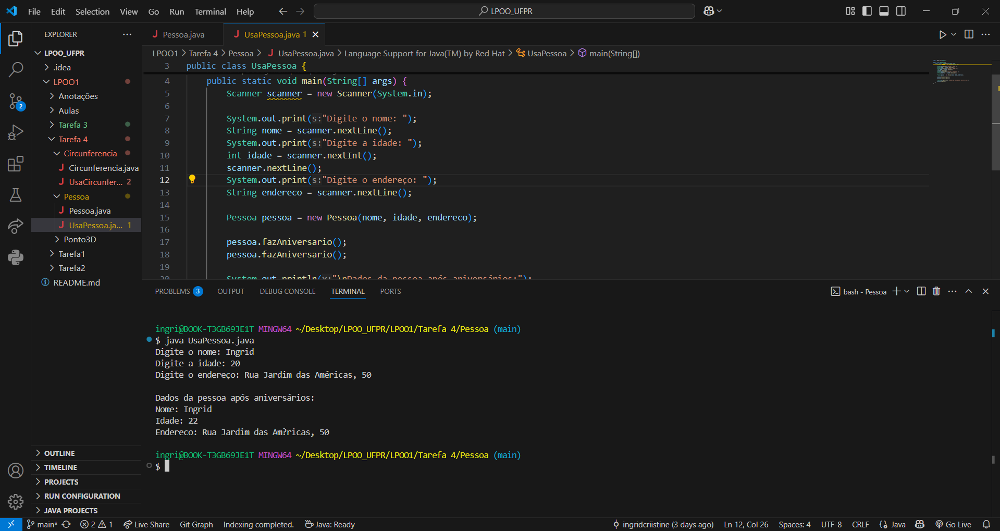 File Edit Selection View Go Run Terminal Help
LPOO_UFPR
EXPLORER
LPOO_UFPR
.idea
LPOO1
Anotações
Aulas
Tarefa 3
Tarefa 4
Circunferencia
Circunferencia.java
UsaCircunfer... 2
Pessoa
Pessoa.java
UsaPessoa.ja... 1
Ponto3D
Tarefa1
Tarefa2
README.md
OUTLINE
TIMELINE
PROJECTS
RUN CONFIGURATION
JAVA PROJECTS
2
Pessoa.java
UsaPessoa.java 1
LPOO1 > Tarefa 4 > Pessoa > UsaPessoa.java > Language Support for Java(TM) by Red Hat > UsaPessoa > main(String[])
3 public class UsaPessoa {
4 public static void main(String[] args) {
5 Scanner scanner = new Scanner(System.in);
6
7 System.out.print(s:"Digite o nome: ");
8 String nome = scanner.nextLine();
9 System.out.print(s:"Digite a idade: ");
10 int idade = scanner.nextInt();
11 scanner.nextLine();
12 System.out.print(s:"Digite o endereço: ");
13 String endereco = scanner.nextLine();
14
15 Pessoa pessoa = new Pessoa(nome, idade, endereco);
16
17 pessoa.fazAniversario();
18 pessoa.fazAniversario();
19
20 System.out.println(x:"\nDados da pessoa após aniversários:");
PROBLEMS 3 OUTPUT DEBUG CONSOLE TERMINAL PORTS
bash - Pessoa
ingri@BOOK-T3GB69JE1T MINGW64 ~/Desktop/LPOO_UFPR/LPOO1/Tarefa 4/Pessoa (main)
$ java UsaPessoa.java
Digite o nome: Ingrid
Digite a idade: 20
Digite o endereço: Rua Jardim das Américas, 50
Dados da pessoa após aniversários:
Nome: Ingrid
Idade: 22
Endereco: Rua Jardim das Am?ricas, 50
ingri@BOOK-T3GB69JE1T MINGW64 ~/Desktop/LPOO_UFPR/LPOO1/Tarefa 4/Pessoa (main)
$
main* 2 1 Live Share Git Graph Indexing completed. Java: Ready
ingridcriistine (3 days ago) Ln 12, Col 26 Spaces: 4 UTF-8 CRLF Java Go Live